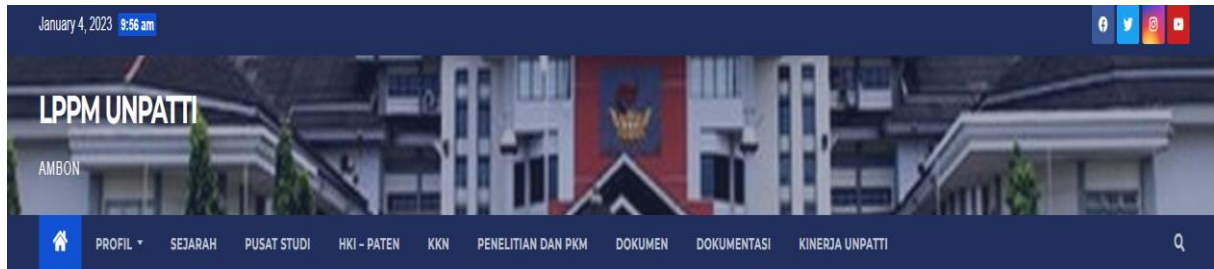 January 4, 2023 9:56 am
LPPM UNPATTI
AMBON
PROFIL SEJARAH PUSAT STUDI HKI – PATEN KKN PENELITIAN DAN PKM DOKUMEN DOKUMENTASI KINERJA UNPATTI